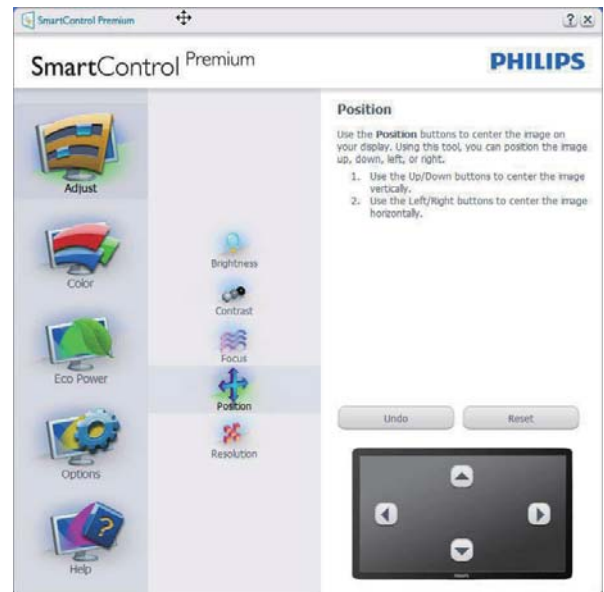 SmartControl Premium
? X
SmartControl Premium
PHILIPS
Adjust
Color
Eco Power
Options
Help
Brightness
Contrast
Focus
Position
Resolution
Position
Use the Position buttons to center the image on
your display. Using this tool, you can position the image
up, down, left, or right.
1. Use the Up/Down buttons to center the image
vertically.
2. Use the Left/Right buttons to center the image
horizontally.
Undo
Reset
PHILIPS